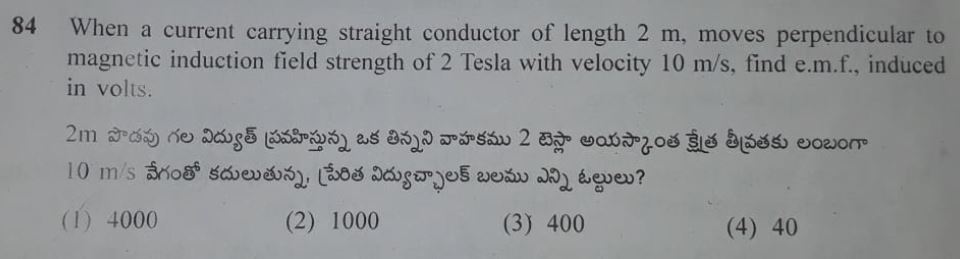 84 When a current carrying straight conductor of length 2 m, moves perpendicular to
magnetic induction field strength of 2 Tesla with velocity 10 m/s, find e.m.f., induced
in volts.
2m పొడవు గల విద్యుత్ ప్రవహిస్తున్న ఒక తిన్నని వాహకము 2 టెస్లా అయస్కాంత క్షేత్ర తీవ్రతకు లంబంగా
10 m/s వేగంతో కదులుతున్న, ప్రేరిత విద్యుచ్ఛాలక్ బలము ఎన్ని ఓల్టులు?
(1) 4000 (2) 1000 (3) 400 (4) 40